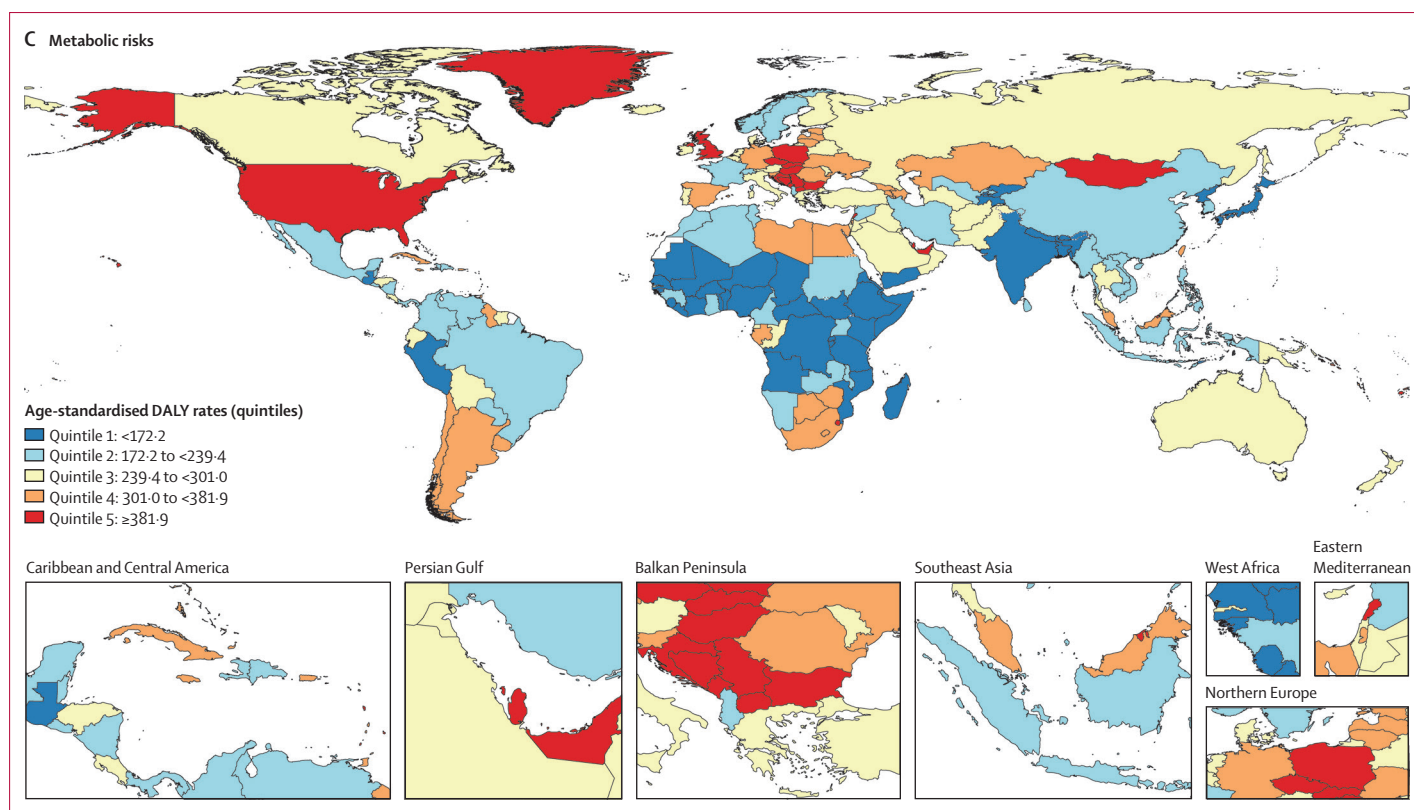 C Metabolic risks
Age-standardised DALY rates (quintiles)
Quintile 1: <172·2
Quintile 2: 172·2 to <239·4
Quintile 3: 239·4 to <301·0
Quintile 4: 301·0 to <381·9
Quintile 5: ≥381·9
Caribbean and Central America
Persian Gulf
Balkan Peninsula
Southeast Asia
West Africa
Eastern
Mediterranean
Northern Europe